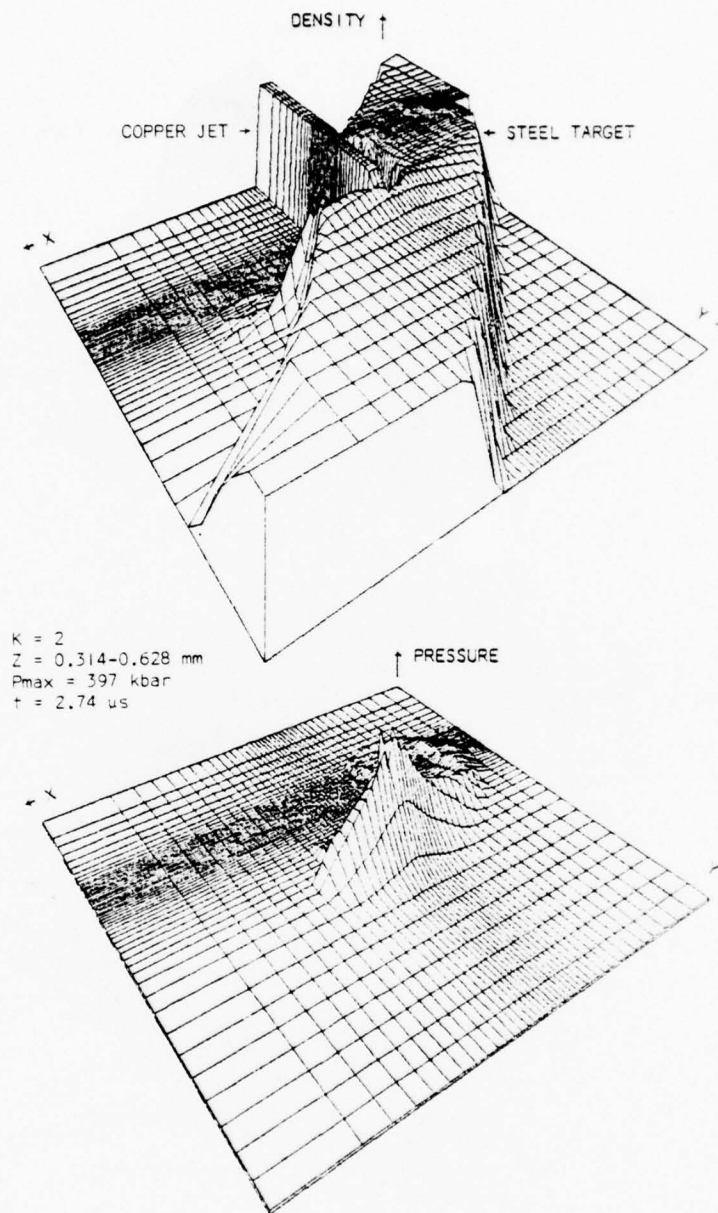 DENSITY ↑
COPPER JET →
← STEEL TARGET
← X
Y
K = 2
Z = 0.314-0.628 mm
Pmax = 397 kbar
t = 2.74 us
↑ PRESSURE
← X